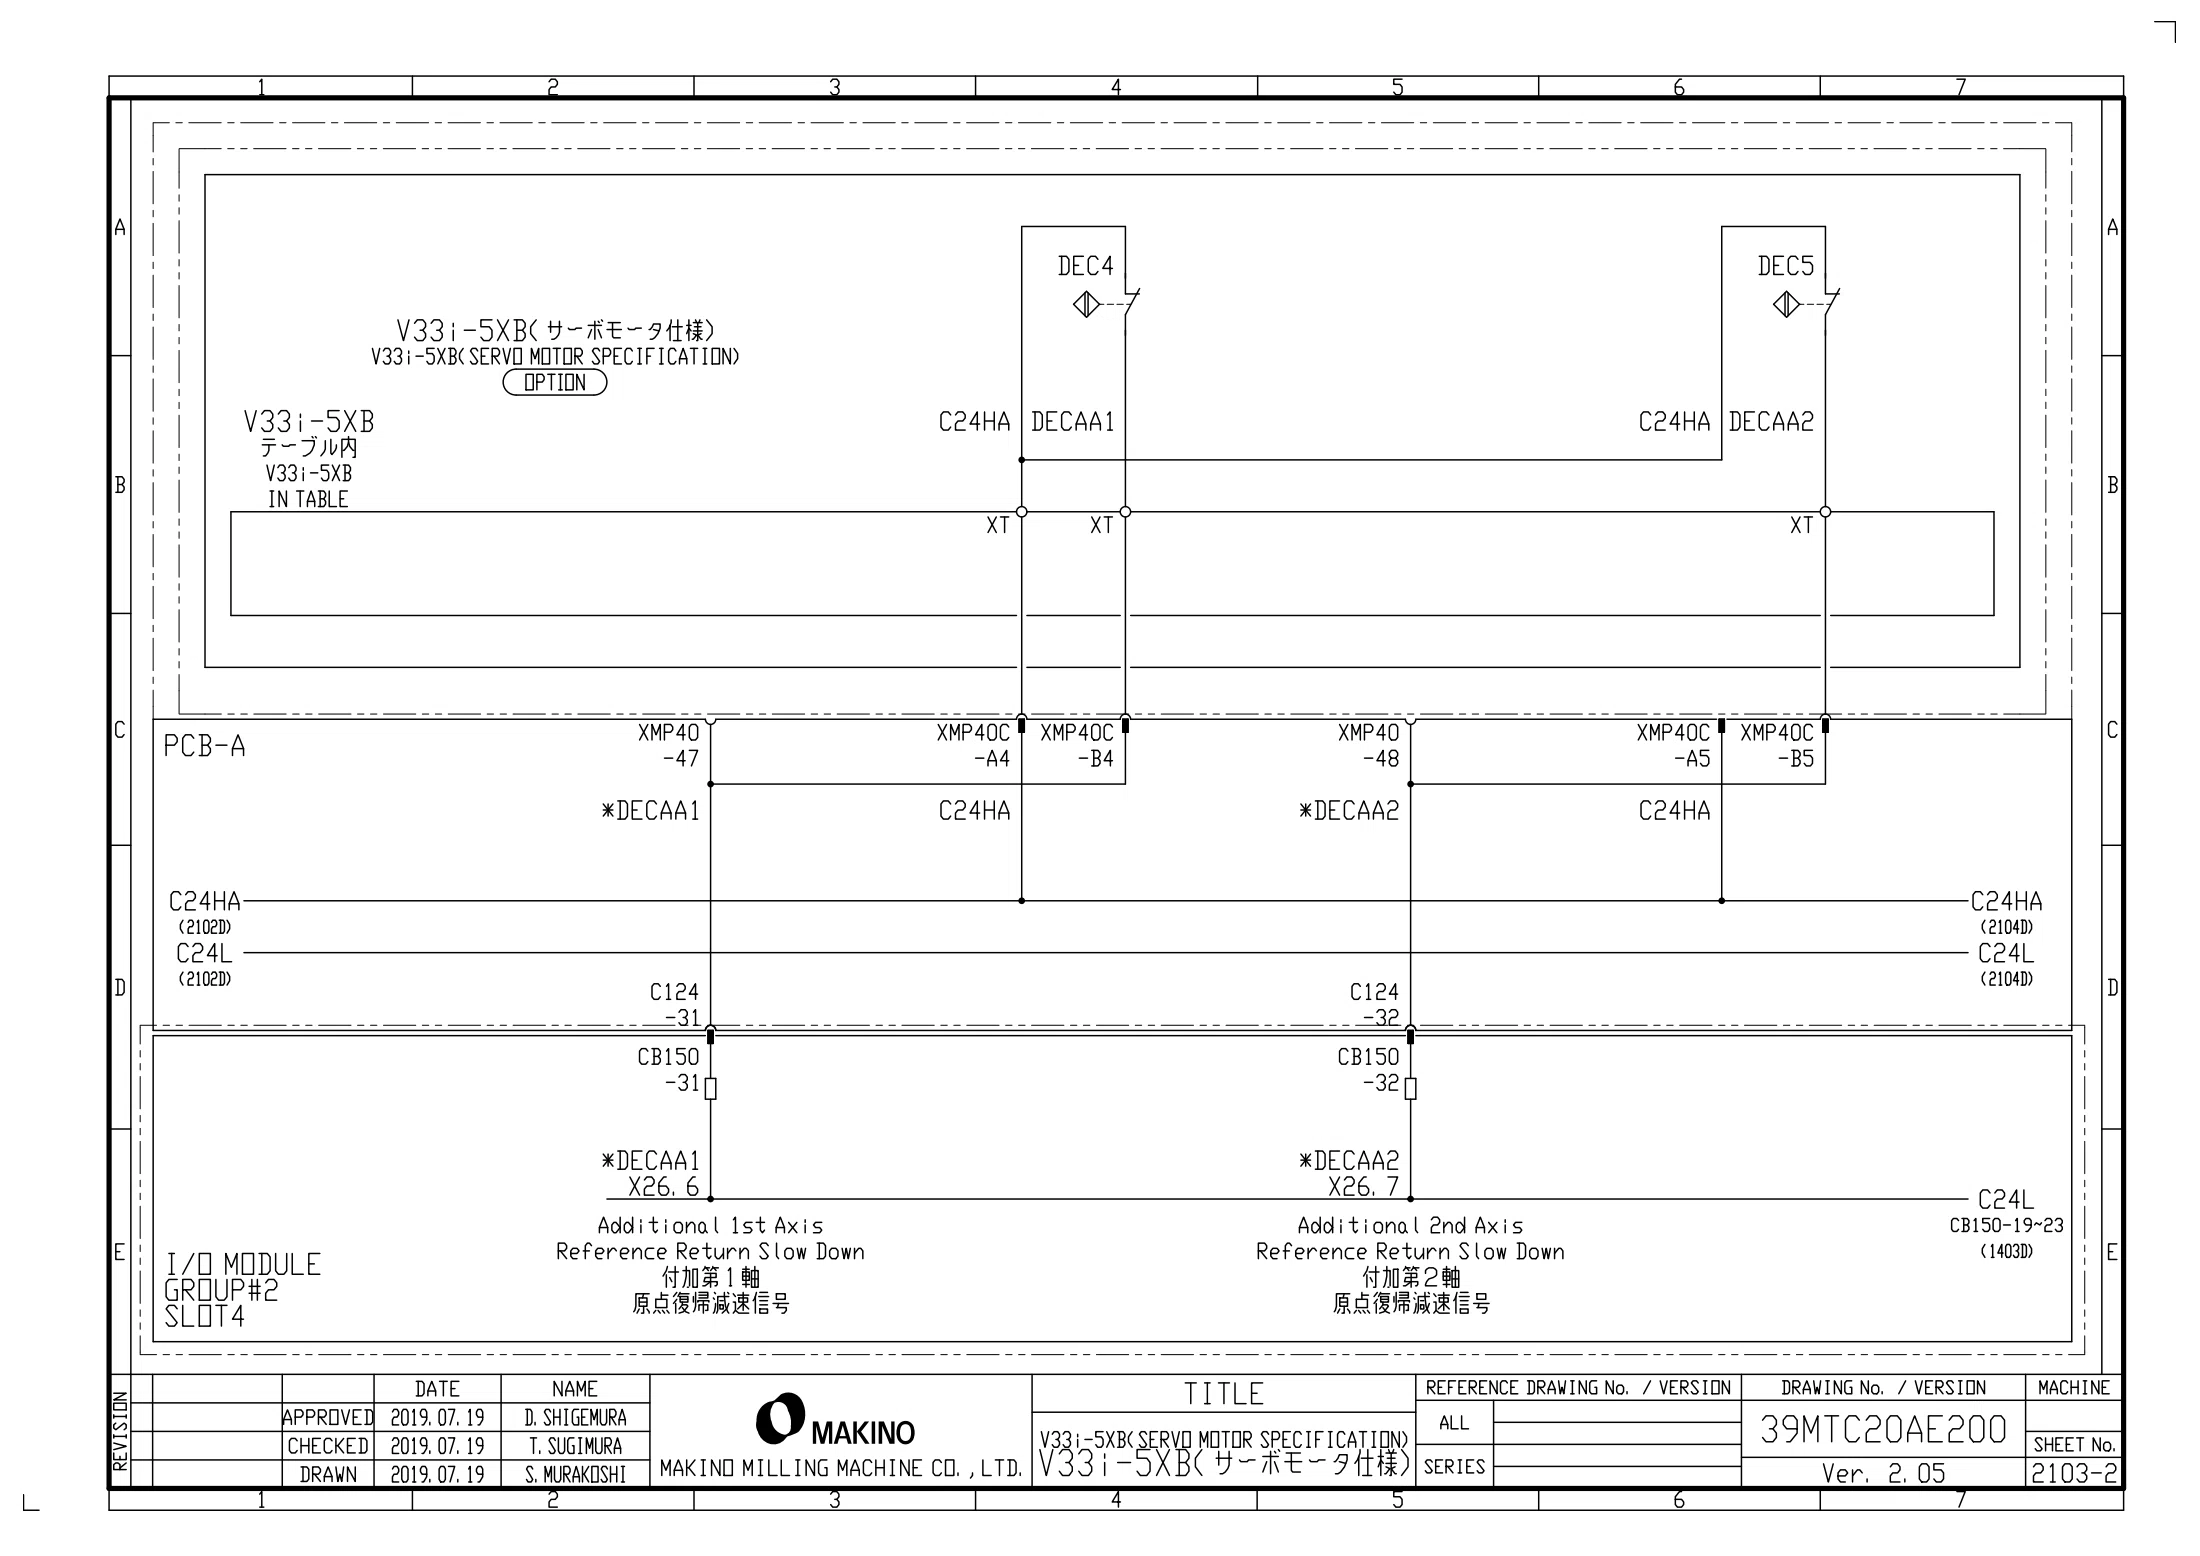 1 2 3 4 5 6 7
A A
DEC4 DEC5
V33i-5XB(サーボモータ仕様)
V33i-5XB(SERVO MOTOR SPECIFICATION)
OPTION
V33i-5XB
テーブル内
V33i-5XB
IN TABLE
C24HA DECAA1 C24HA DECAA2
B B
XT XT XT
C C
PCB-A
XMP40 XMP40C XMP40C XMP40 XMP40C XMP40C
-47 -A4 -B4 -48 -A5 -B5
*DECAA1 C24HA *DECAA2 C24HA
C24HA C24HA
(2102D) (2104D)
C24L C24L
(2102D) (2104D)
D D
C124 C124
-31 -32
CB150 CB150
-31 -32
*DECAA1 *DECAA2
X26.6 X26.7
C24L
CB150-19~23
(1403D)
Additional 1st Axis Additional 2nd Axis
Reference Return Slow Down Reference Return Slow Down
付加第1軸 付加第2軸
原点復帰減速信号 原点復帰減速信号
E E
I/O MODULE
GROUP#2
SLOT4
REVISION
DATE NAME
APPROVED 2019.07.19 D. SHIGEMURA
CHECKED 2019.07.19 T. SUGIMURA
DRAWN 2019.07.19 S. MURAKOSHI
MAKINO
MAKINO MILLING MACHINE CO.,LTD.
TITLE
V33i-5XB(SERVO MOTOR SPECIFICATION)
V33i-5XB(サーボモータ仕様)
REFERENCE DRAWING No. / VERSION
ALL
SERIES
DRAWING No. / VERSION
39MTC20AE200
Ver. 2.05
MACHINE
SHEET No.
2103-2
1 2 3 4 5 6 7